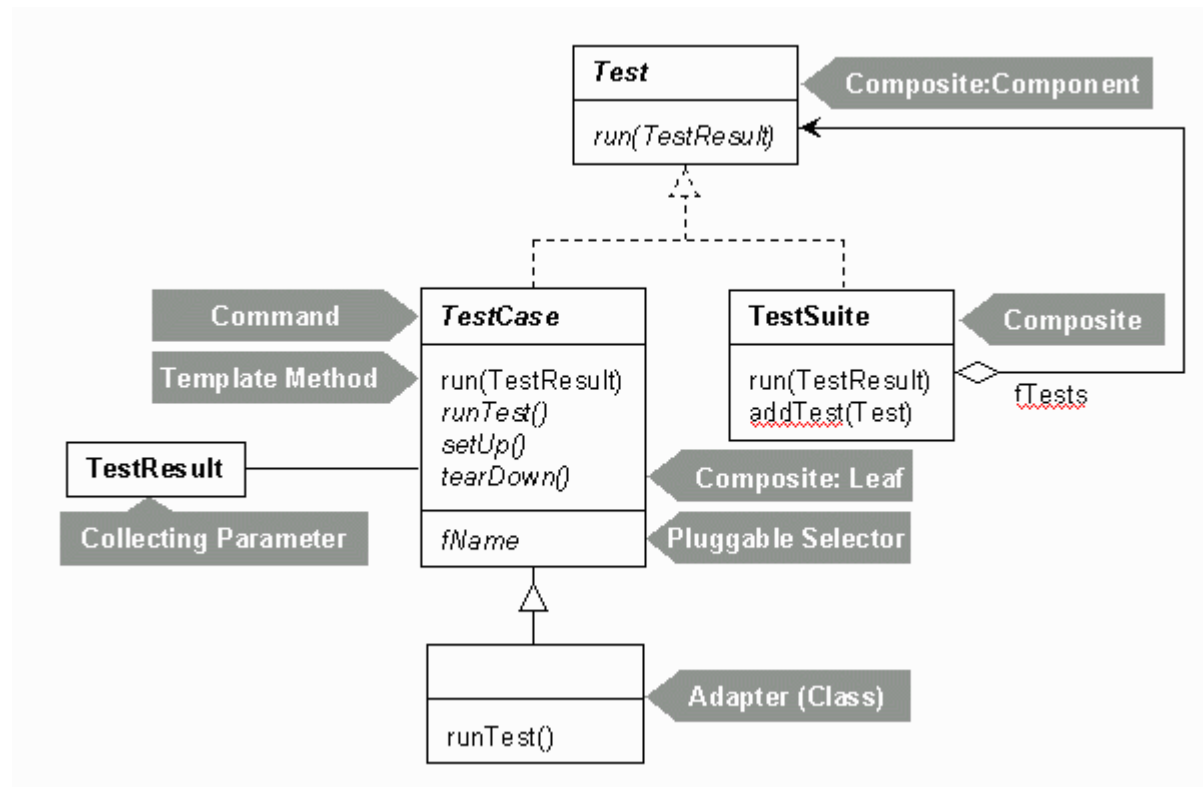 Test
Composite:Component
run(TestResult)
Command
TestCase
TestSuite
Composite
Template Method
run(TestResult)
runTest()
setUp()
tearDown()
run(TestResult)
addTest(Test)
fTests
TestResult
Composite: Leaf
Collecting Parameter
fName
Pluggable Selector
Adapter (Class)
runTest()